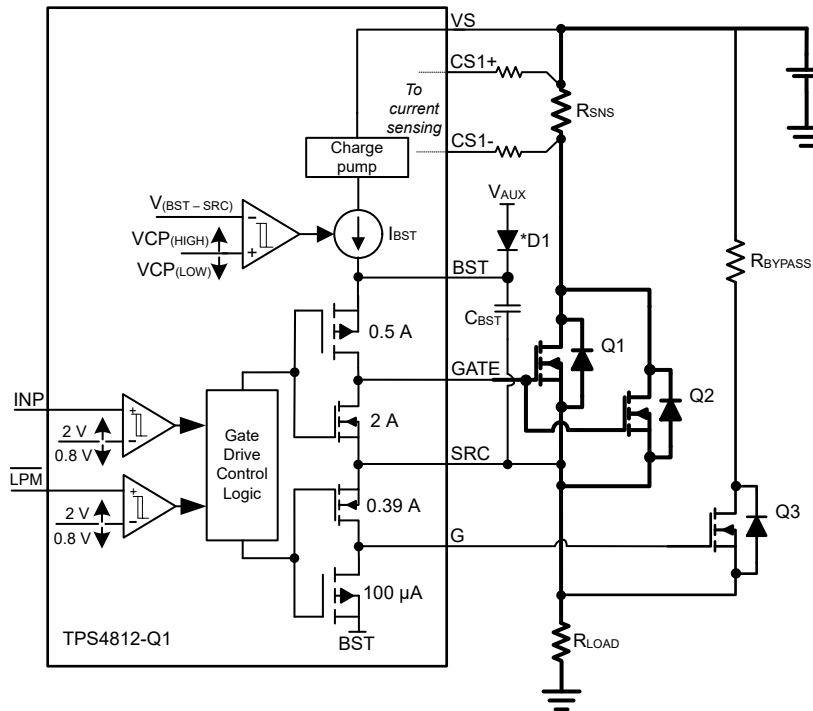 VS
CS1+
To
current
sensing
RSNS
CS1-
Charge
pump
VAUX
V(BST – SRC)
*D1
VCP(HIGH)
IBST
VCP(LOW)
BST
RBYPASS
CBST
0.5 A
Q1
GATE
INP
Q2
2 A
2 V
0.8 V
Gate
Drive
Control
Logic
SRC
LPM
0.39 A
2 V
0.8 V
Q3
G
100 µA
TPS4812-Q1
BST
RLOAD